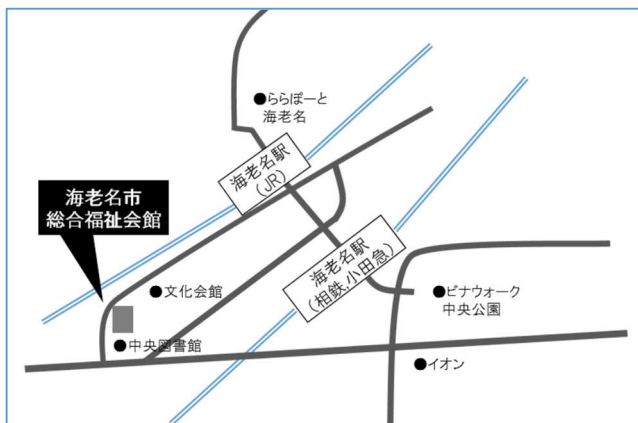 ●ららぽーと
海老名
海老名駅
(JR)
海老名市
総合福祉会館
海老名駅
(相鉄,小田急)
●文化会館
●ビナウォーク
中央公園
●中央図書館
●イオン